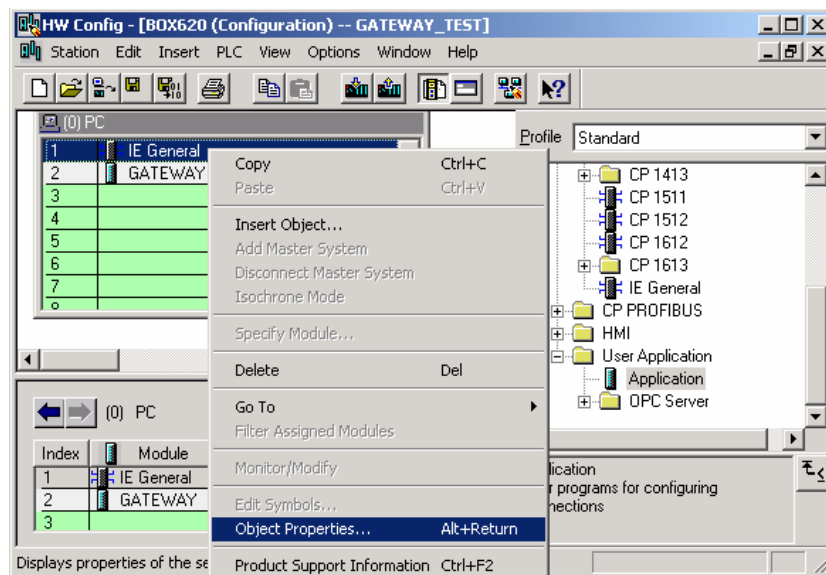 HW Config - [BOX620 (Configuration) -- GATEWAY_TEST]
Station Edit Insert PLC View Options Window Help
(0) PC
1 IE General
2 GATEWAY
3
4
5
6
7
Copy Ctrl+C
Paste Ctrl+V
Insert Object...
Add Master System
Disconnect Master System
Isochrone Mode
Specify Module...
Delete Del
Go To
Filter Assigned Modules
Monitor/Modify
Edit Symbols...
Object Properties... Alt+Return
Product Support Information Ctrl+F2
Profile Standard
CP 1413
CP 1511
CP 1512
CP 1612
CP 1613
IE General
CP PROFIBUS
HMI
User Application
Application
OPC Server
(0) PC
Index Module
1 IE General
2 GATEWAY
3
lication
r programs for configuring
nections
Displays properties of the se